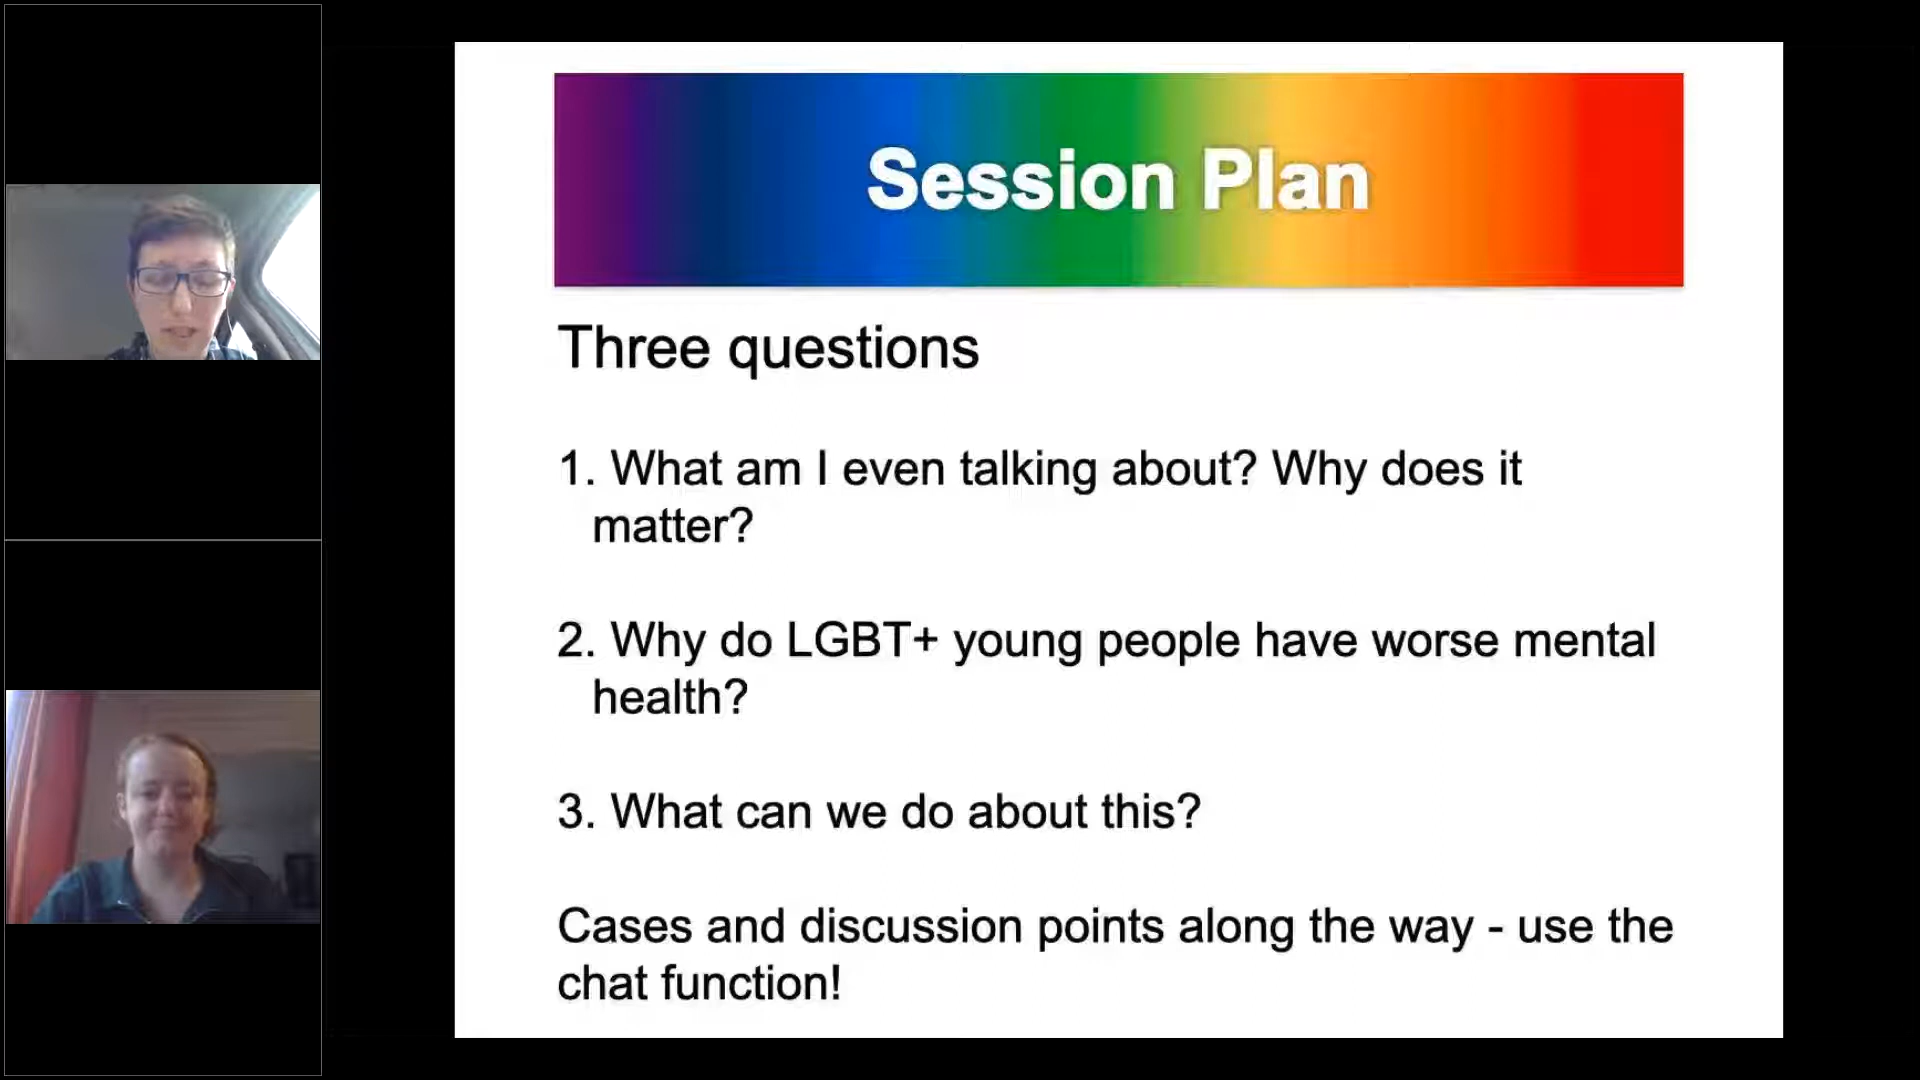 Session Plan
Three questions
1. What am I even talking about? Why does it
matter?
2. Why do LGBT+ young people have worse mental
health?
3. What can we do about this?
Cases and discussion points along the way - use the
chat function!